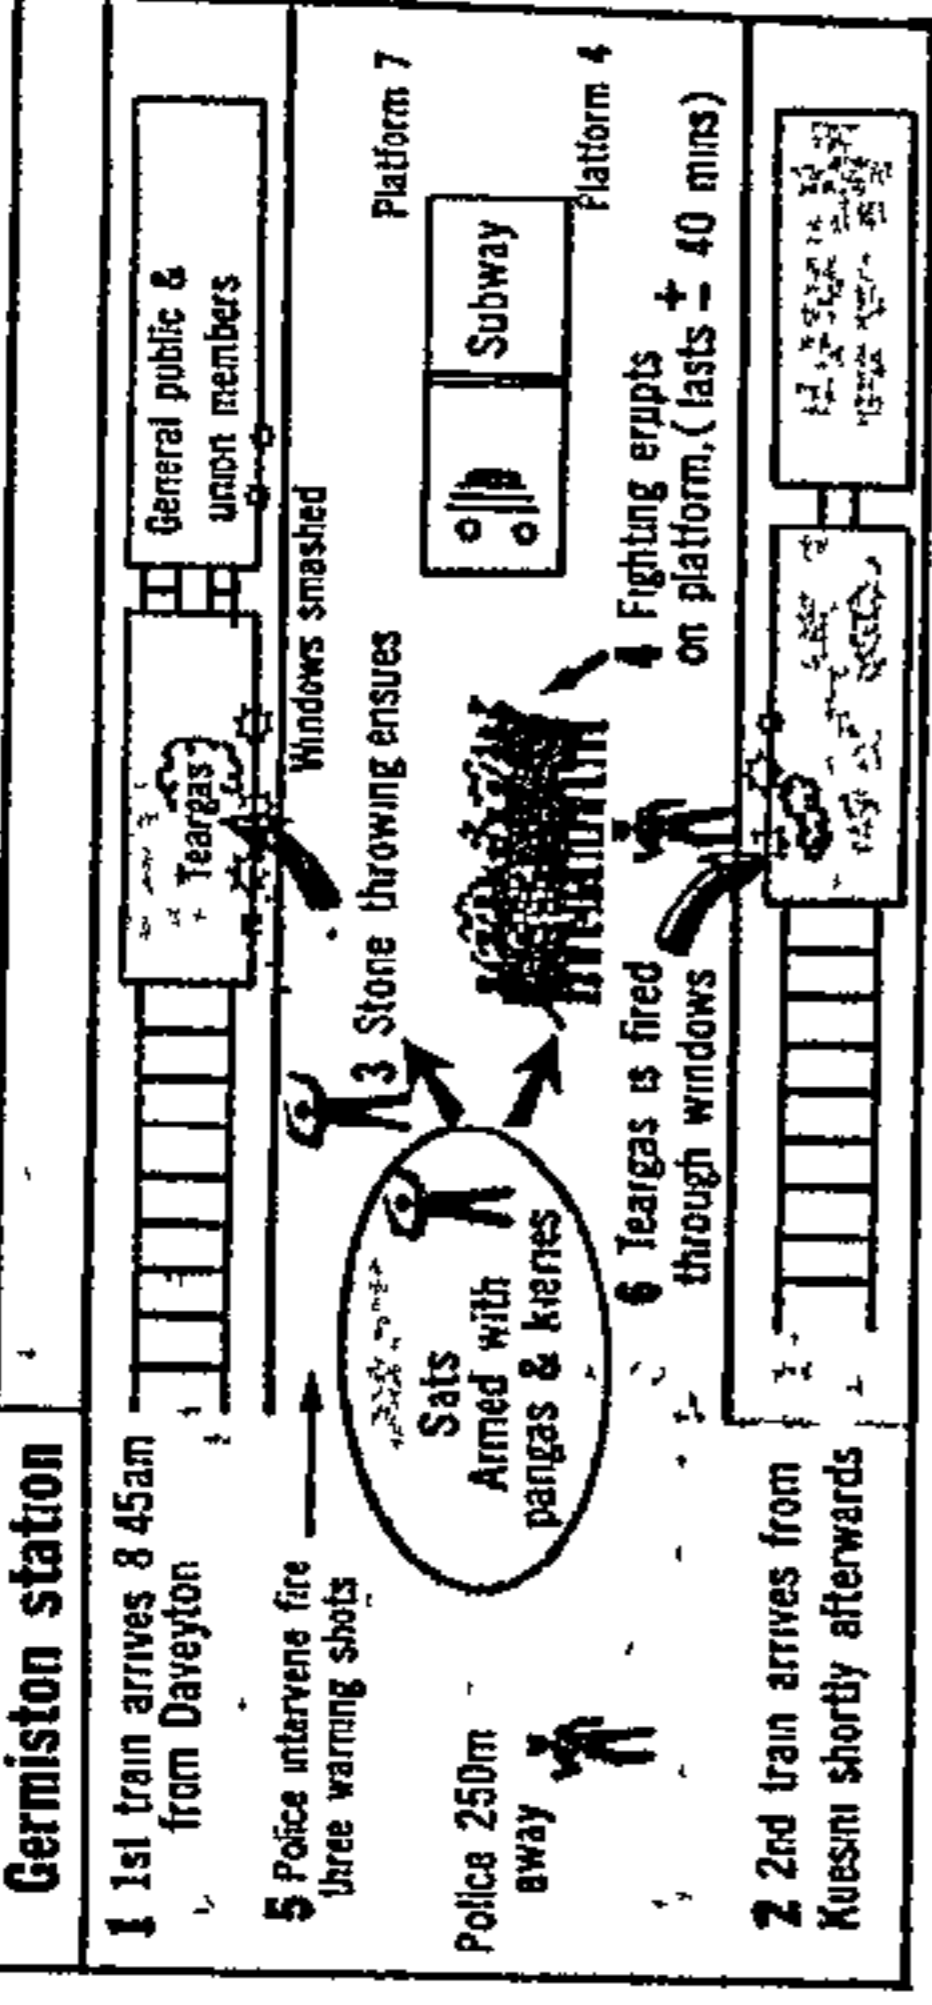 Germiston station
1 1st train arrives 8 45am
from Daveyton
General public &
union members
Teargas
Windows smashed
Platform 7
5 Police intervene fire
three warning shots
3 Stone throwing ensures
Subway
Sats
Armed with
pangas & kieries
Police 250m
away
Platform 4
4 Fighting erupts
on platform, (lasts ± 40 mins)
6 Teargas is fired
through windows
2 2nd train arrives from
Kuesini shortly afterwards